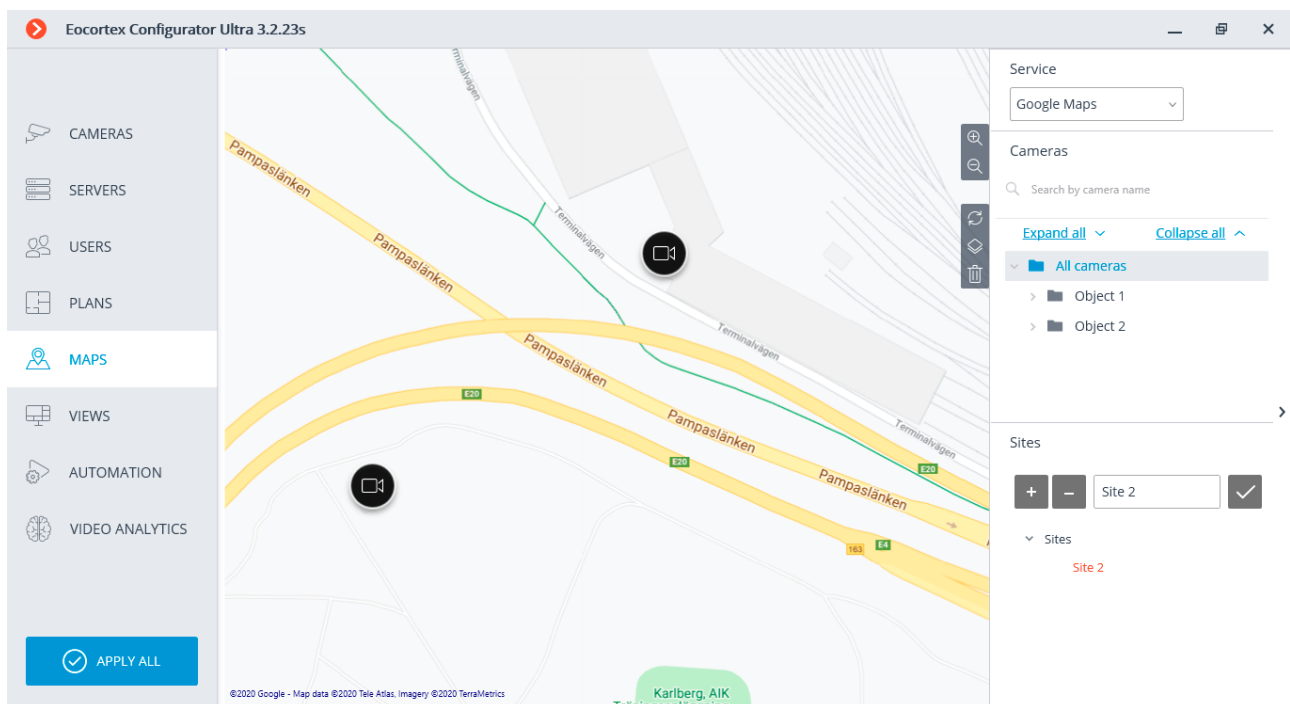 Eocortex Configurator Ultra 3.2.23s
CAMERAS
SERVERS
USERS
PLANS
MAPS
VIEWS
AUTOMATION
VIDEO ANALYTICS
APPLY ALL
Terminalvägen
Pampaslänken
Terminalvägen
Pampaslänken
Terminalvägen
Pampaslänken
E20
Pampaslänken
Terminalvägen
E20
E20
Pampaslänken
163
E4
Karlberg, AIK
©2020 Google - Map data ©2020 Tele Atlas, Imagery ©2020 TerraMetrics
Service
Google Maps
Cameras
Search by camera name
Expand all
Collapse all
All cameras
Object 1
Object 2
Sites
+ – Site 2
Sites
Site 2